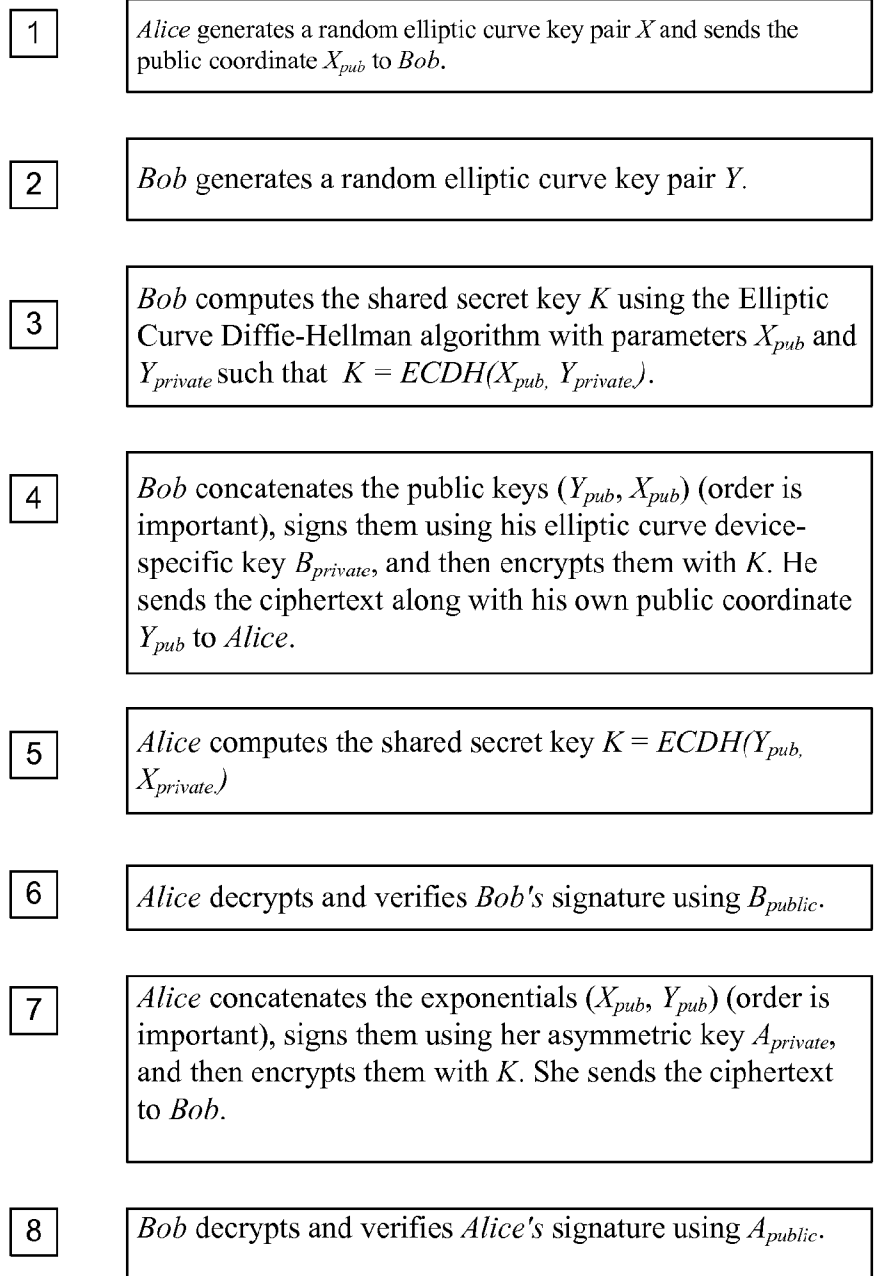 1
Alice generates a random elliptic curve key pair X and sends the
public coordinate Xpub to Bob.
2
Bob generates a random elliptic curve key pair Y.
3
Bob computes the shared secret key K using the Elliptic
Curve Diffie-Hellman algorithm with parameters Xpub and
Yprivate such that K = ECDH(Xpub, Yprivate).
4
Bob concatenates the public keys (Ypub, Xpub) (order is
important), signs them using his elliptic curve device-
specific key Bprivate, and then encrypts them with K. He
sends the ciphertext along with his own public coordinate
Ypub to Alice.
5
Alice computes the shared secret key K = ECDH(Ypub,
Xprivate.)
6
Alice decrypts and verifies Bob's signature using Bpublic.
7
Alice concatenates the exponentials (Xpub, Ypub) (order is
important), signs them using her asymmetric key Aprivate,
and then encrypts them with K. She sends the ciphertext
to Bob.
8
Bob decrypts and verifies Alice's signature using Apublic.